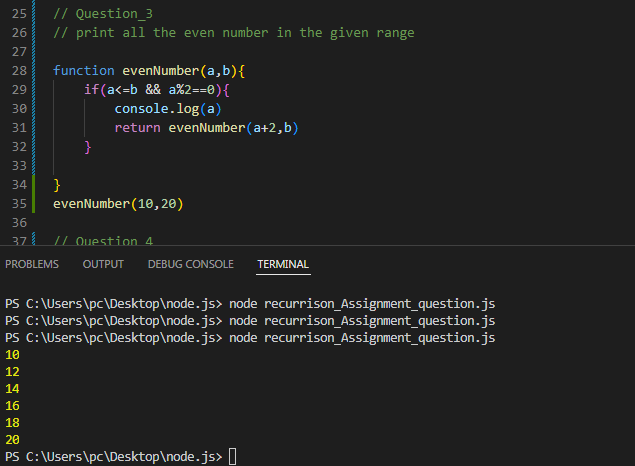 25 // Question_3
26 // print all the even number in the given range
27
28 function evenNumber(a,b){
29 if(a<=b && a%2==0){
30 console.log(a)
31 return evenNumber(a+2,b)
32 }
33
34 }
35 evenNumber(10,20)
36
37 // Question 4
PROBLEMS OUTPUT DEBUG CONSOLE TERMINAL
PS C:\Users\pc\Desktop\node.js> node recurrison_Assignment_question.js
PS C:\Users\pc\Desktop\node.js> node recurrison_Assignment_question.js
PS C:\Users\pc\Desktop\node.js> node recurrison_Assignment_question.js
10
12
14
16
18
20
PS C:\Users\pc\Desktop\node.js>